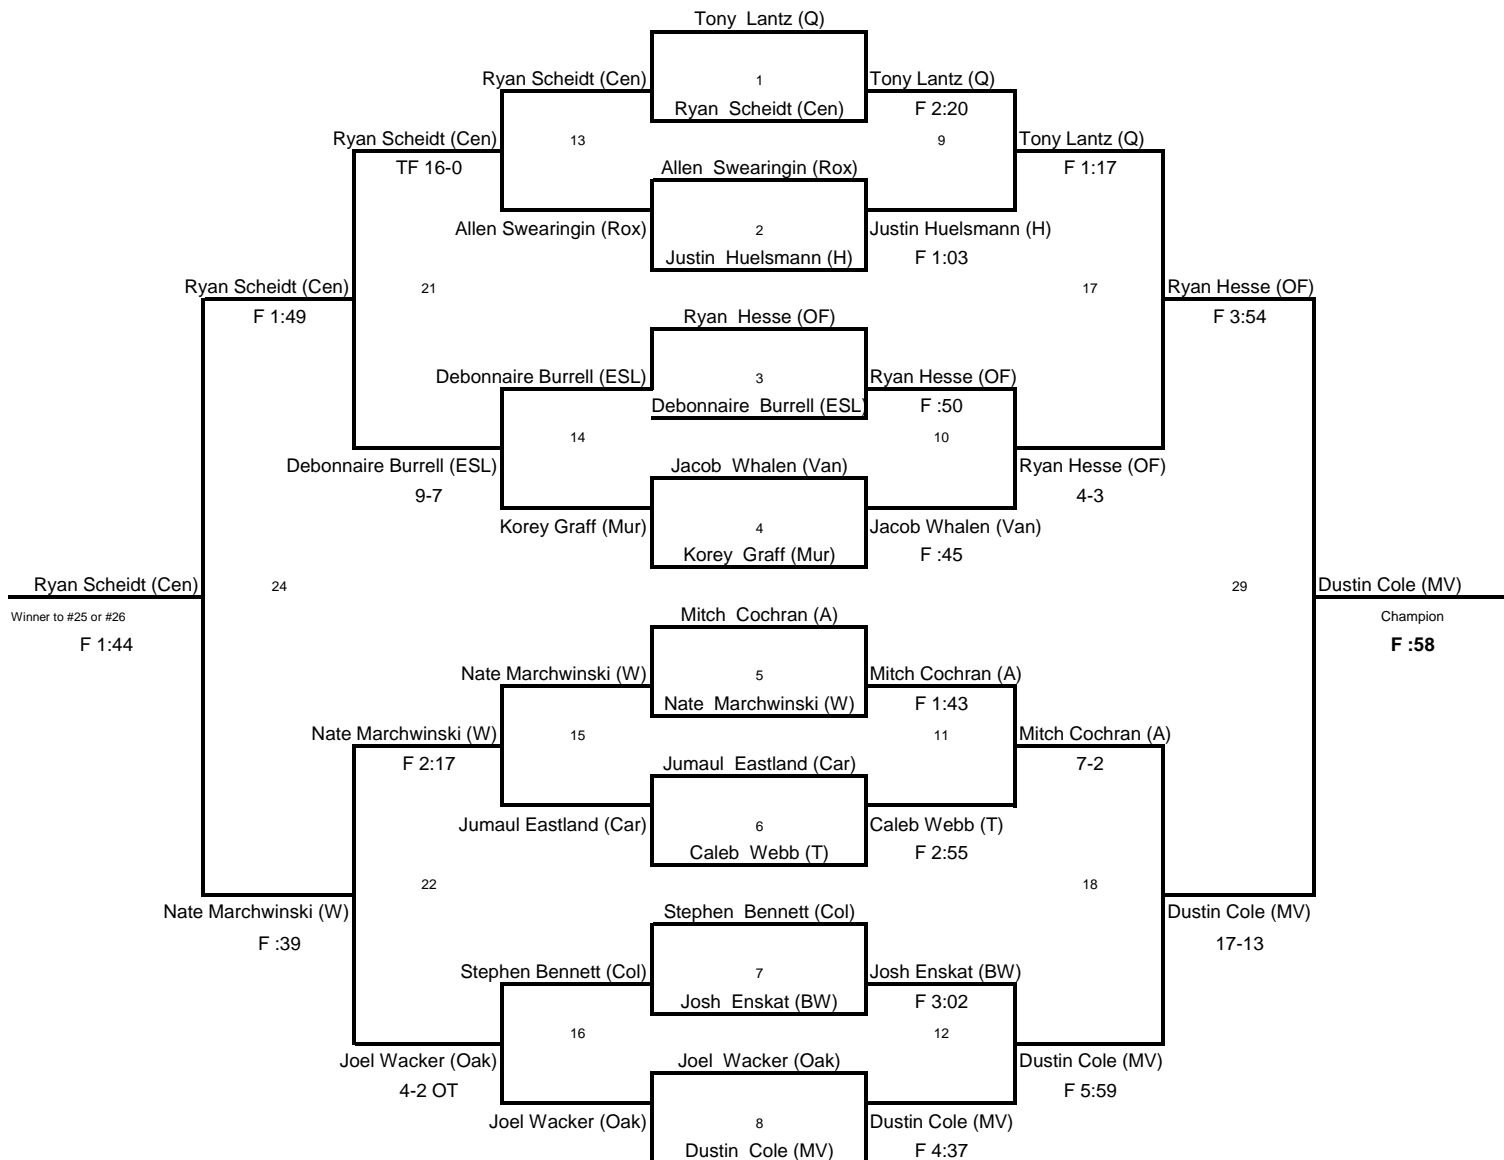 Tony Lantz (Q)
Ryan Scheidt (Cen) 1 Tony Lantz (Q)
Ryan Scheidt (Cen) F 2:20
Ryan Scheidt (Cen) 13 9 Tony Lantz (Q)
TF 16-0 Allen Swearingin (Rox) F 1:17
Allen Swearingin (Rox) 2 Justin Huelsmann (H)
Justin Huelsmann (H) F 1:03
Ryan Scheidt (Cen) 21 17 Ryan Hesse (OF)
F 1:49 Ryan Hesse (OF) F 3:54
Debonnaire Burrell (ESL) 3 Ryan Hesse (OF)
Debonnaire Burrell (ESL) F :50
14 10
Debonnaire Burrell (ESL) Jacob Whalen (Van) Ryan Hesse (OF)
9-7 4-3
Korey Graff (Mur) 4 Jacob Whalen (Van)
Korey Graff (Mur) F :45
Ryan Scheidt (Cen) 24 29 Dustin Cole (MV)
Winner to #25 or #26 Mitch Cochran (A) Champion
F 1:44 F :58
Nate Marchwinski (W) 5 Mitch Cochran (A)
Nate Marchwinski (W) F 1:43
Nate Marchwinski (W) 15 11 Mitch Cochran (A)
F 2:17 Jumaul Eastland (Car) 7-2
Jumaul Eastland (Car) 6 Caleb Webb (T)
Caleb Webb (T) F 2:55
22 18
Nate Marchwinski (W) Stephen Bennett (Col) Dustin Cole (MV)
F :39 17-13
Stephen Bennett (Col) 7 Josh Enskat (BW)
Josh Enskat (BW) F 3:02
16 12
Joel Wacker (Oak) Joel Wacker (Oak) Dustin Cole (MV)
4-2 OT F 5:59
Joel Wacker (Oak) 8 Dustin Cole (MV)
Dustin Cole (MV) F 4:37